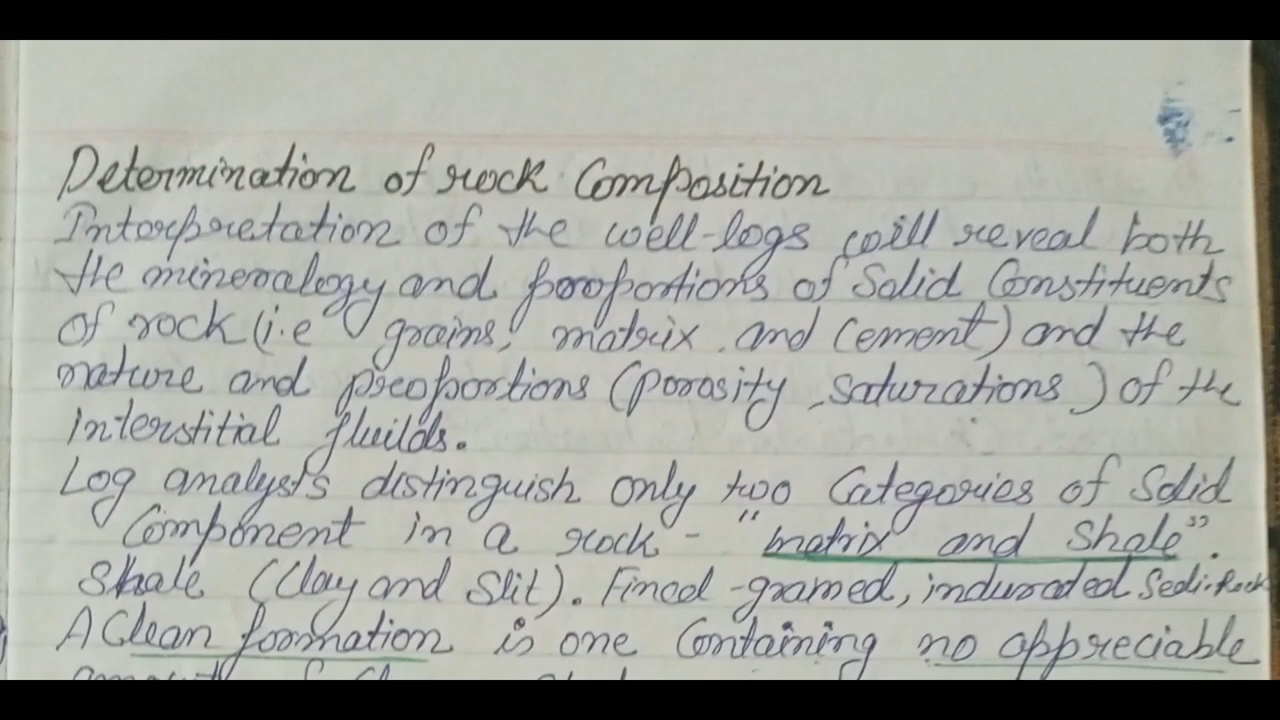 Determination of rock Composition
Interpretation of the well-logs will reveal both
the mineralogy and proportions of Solid Constituents
of rock (i.e grains, matrix and Cement) and the
nature and proportions (porosity, saturations) of the
interstitial fluilds.
Log analysts distinguish only two Categories of Solid
Component in a rock - "matrix and Shale".
Shale (Clay and Slit). Fined-grained, indurated Sedi. Rock
A Clean formation is one Containing no appreciable